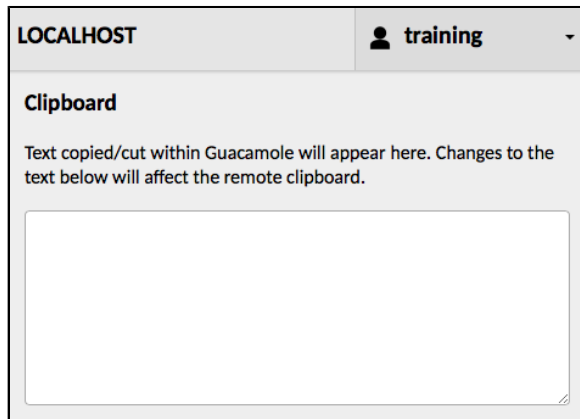 LOCALHOST training
Clipboard
Text copied/cut within Guacamole will appear here. Changes to the
text below will affect the remote clipboard.